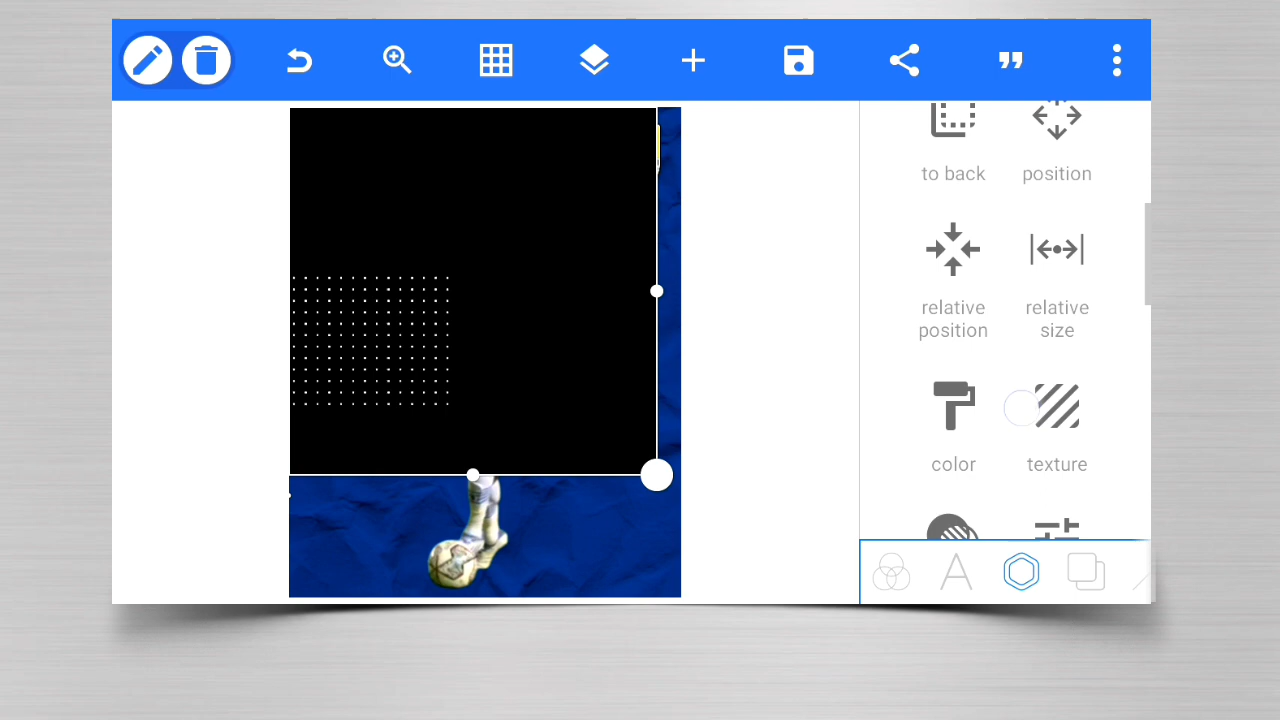 to back
position
relative
position
relative
size
color
texture